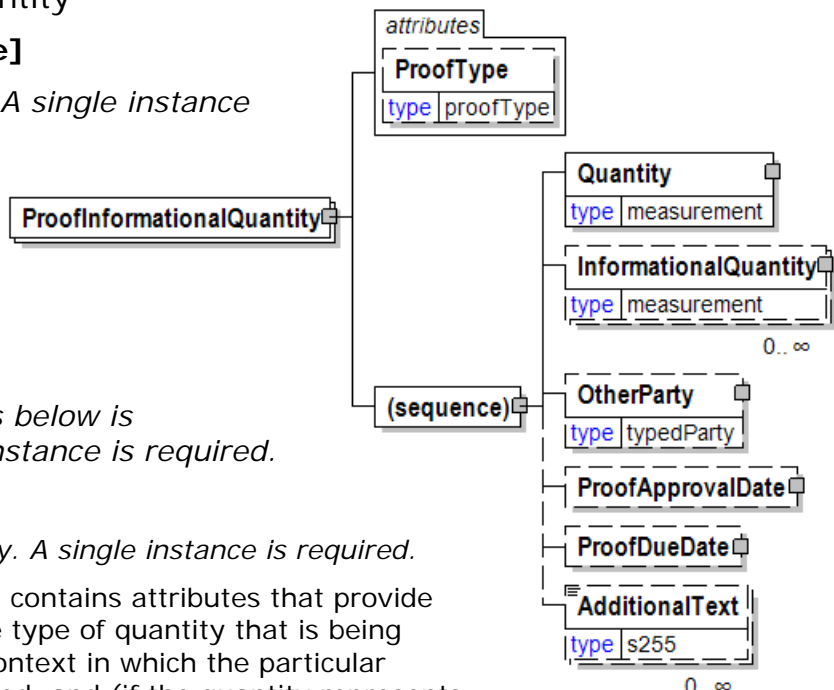 ntity
e]
A single instance
s below is
nstance is required.
y. A single instance is required.
contains attributes that provide
e type of quantity that is being
ontext in which the particular
attributes
ProofType
type proofType
ProofInformationalQuantity
(sequence)
Quantity
type measurement
InformationalQuantity
type measurement
0.. ∞
OtherParty
type typedParty
ProofApprovalDate
ProofDueDate
AdditionalText
type s255
0.. ∞